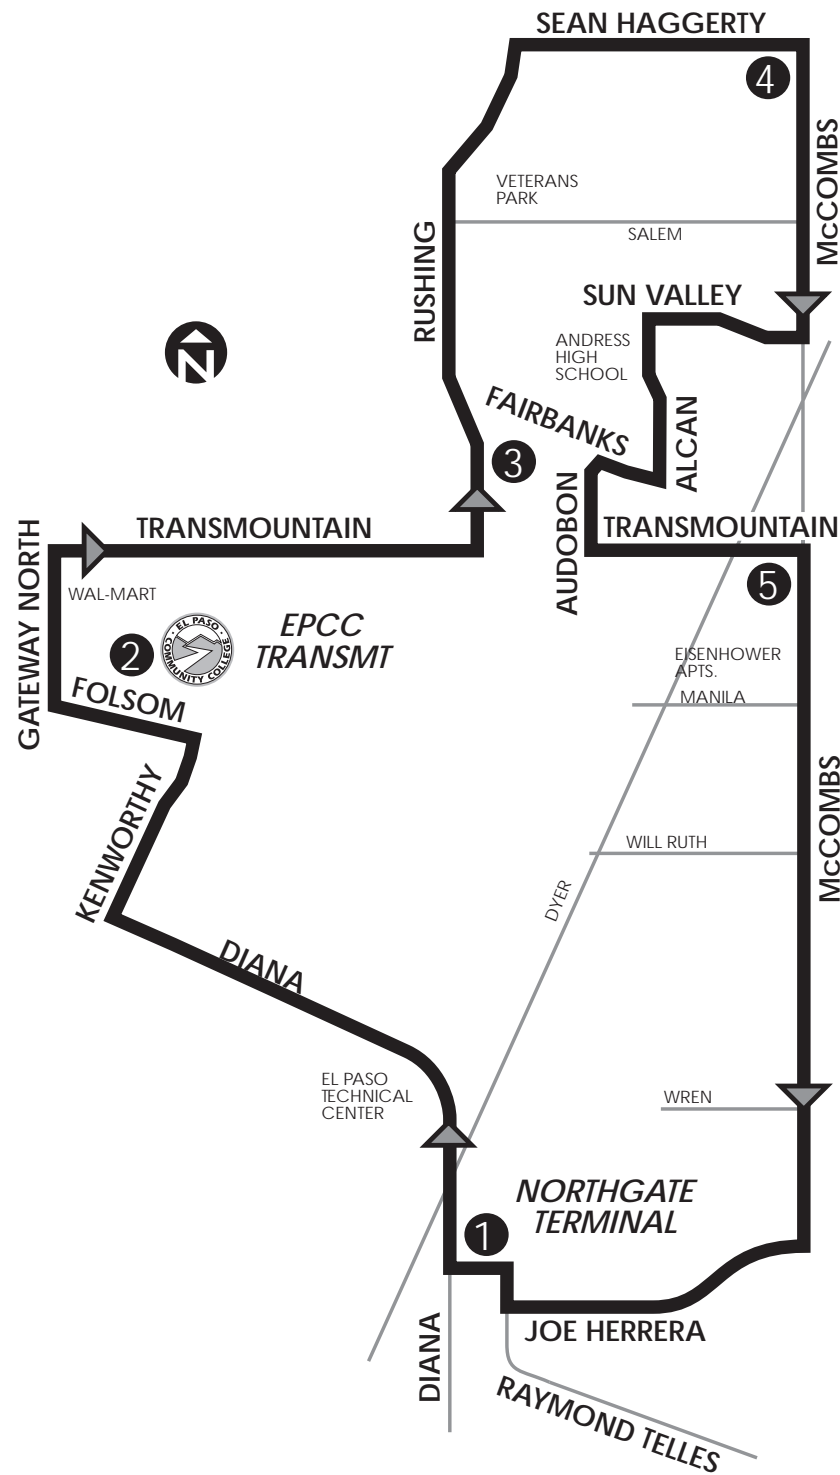 SEAN HAGGERTY
4
McCOMBS
VETERANS
PARK
SALEM
RUSHING
SUN VALLEY
N
ANDRESS
HIGH
SCHOOL
FAIRBANKS
ALCAN
3
AUDOBON
TRANSMOUNTAIN
TRANSMOUNTAIN
GATEWAY NORTH
WAL-MART
5
2
EL PASO
COMMUNITY COLLEGE
EPCC
TRANSMT
EISENHOWER
APTS.
MANILA
FOLSOM
KENWORTHY
McCOMBS
WILL RUTH
DYER
DIANA
EL PASO
TECHNICAL
CENTER
WREN
NORTHGATE
TERMINAL
1
JOE HERRERA
DIANA
RAYMOND TELLES